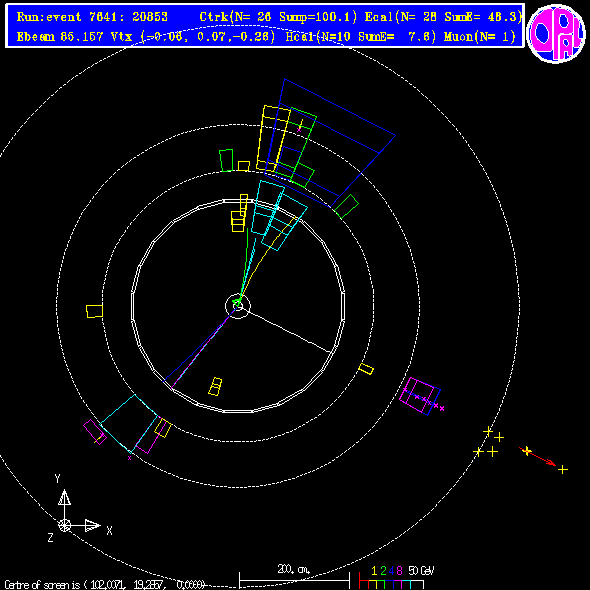 Run:event 7641: 20853 Ctrk(N= 26 Sump=100.1) Ecal(N= 28 SumE= 48.3)
Ebeam 85.157 Vtx (-0.06, 0.07,-0.26) Hcal(N=10 SumE= 7.6) Muon(N= 1)
OPAL
Y
X
Z
200. cm.
1 2 4 8 50 GeV
Centre of screen is ( 102.0071, 19.2857, 0.0000)